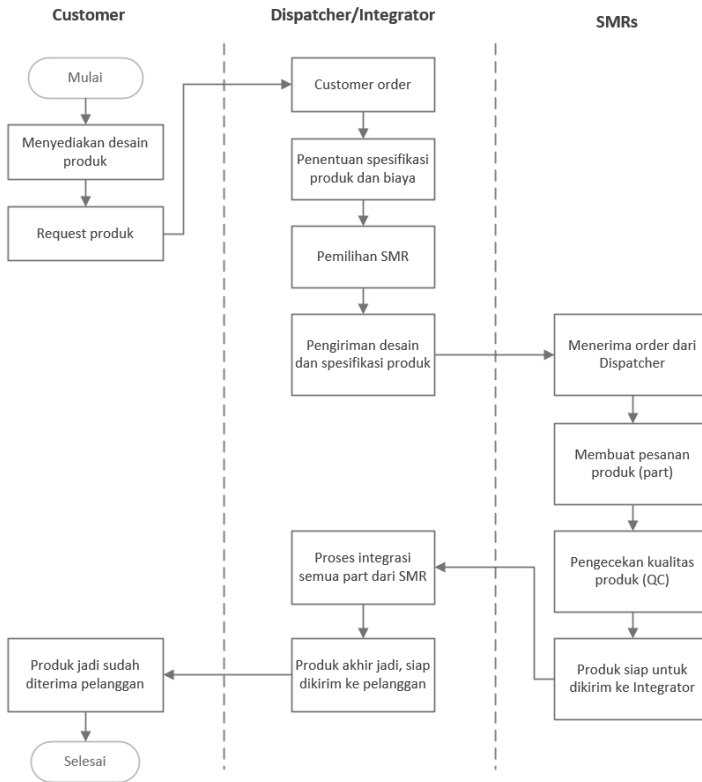 Customer
Dispatcher/Integrator
SMRs
Mulai
Menyediakan desain
produk
Request produk
Customer order
Penentuan spesifikasi
produk dan biaya
Pemilihan SMR
Pengiriman desain
dan spesifikasi produk
Menerima order dari
Dispatcher
Membuat pesanan
produk (part)
Pengecekan kualitas
produk (QC)
Produk siap untuk
dikirim ke Integrator
Proses integrasi
semua part dari SMR
Produk akhir jadi, siap
dikirim ke pelanggan
Produk jadi sudah
diterima pelanggan
Selesai